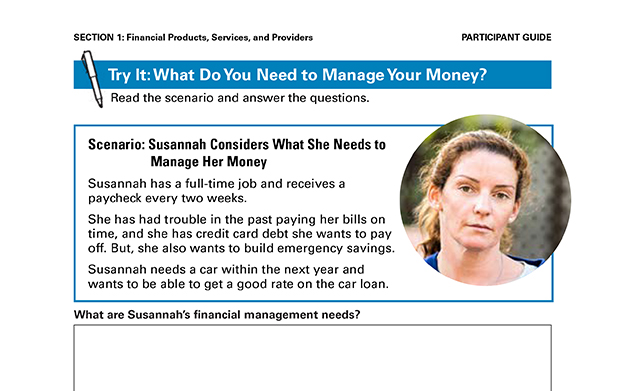 SECTION 1: Financial Products, Services, and Providers
PARTICIPANT GUIDE
Try It: What Do You Need to Manage Your Money?
Read the scenario and answer the questions.
Scenario: Susannah Considers What She Needs to
Manage Her Money
Susannah has a full-time job and receives a
paycheck every two weeks.
She has had trouble in the past paying her bills on
time, and she has credit card debt she wants to pay
off. But, she also wants to build emergency savings.
Susannah needs a car within the next year and
wants to be able to get a good rate on the car loan.
What are Susannah’s financial management needs?